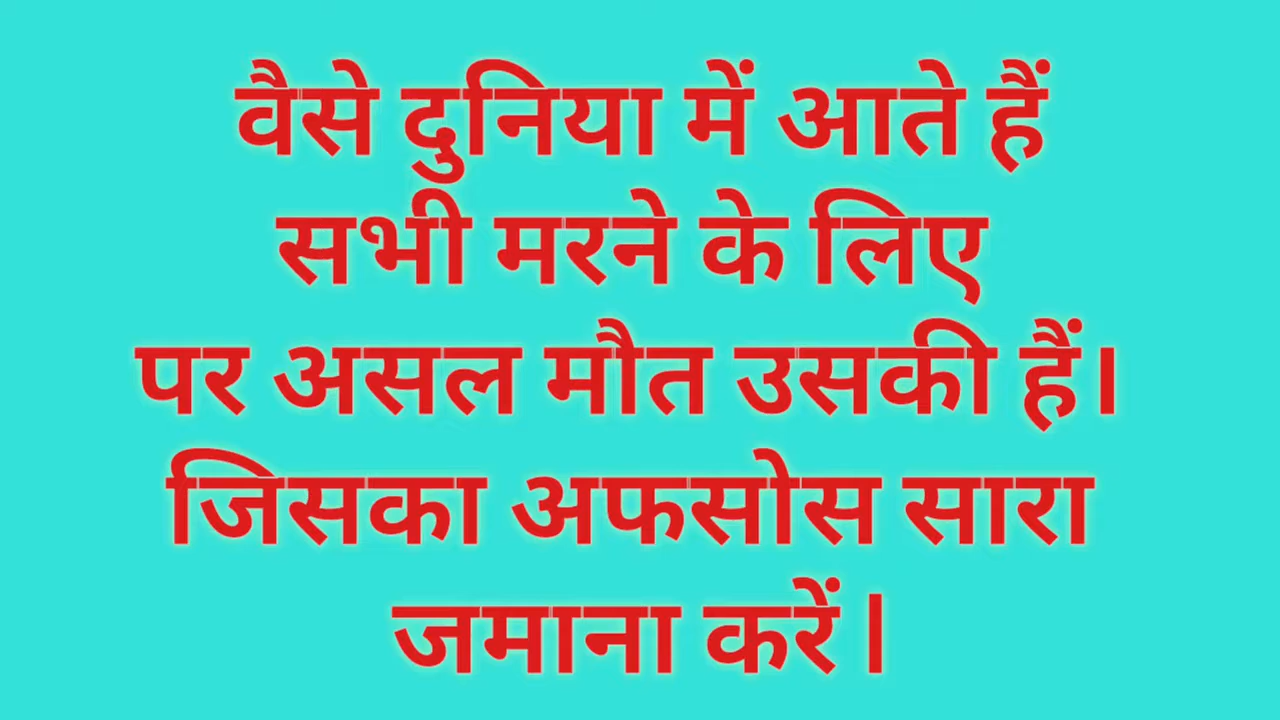 वैसे दुनिया में आते हैं
सभी मरने के लिए
पर असल मौत उसकी हैं।
जिसका अफसोस सारा
जमाना करें।